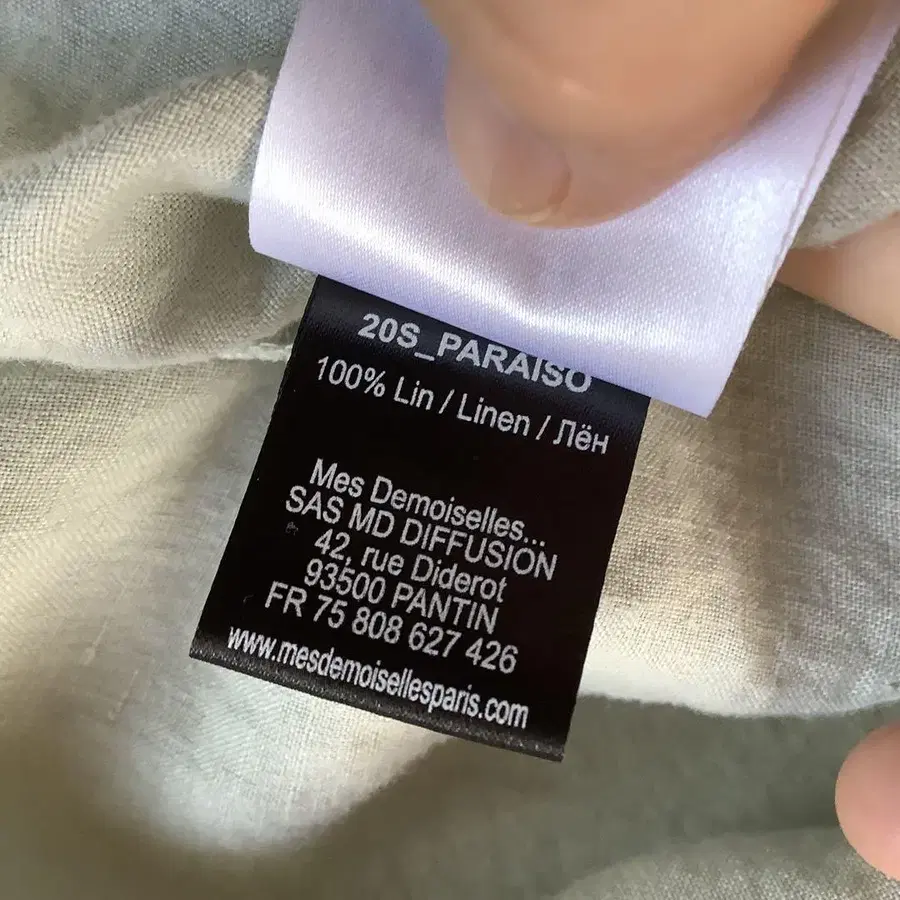 20S_PARAISO
100% Lin / Linen / Лён
Mes Demoiselles...
SAS MD DIFFUSION
42, rue Diderot
93500 PANTIN
FR 75 808 627 426
www.mesdemoisellesparis.com